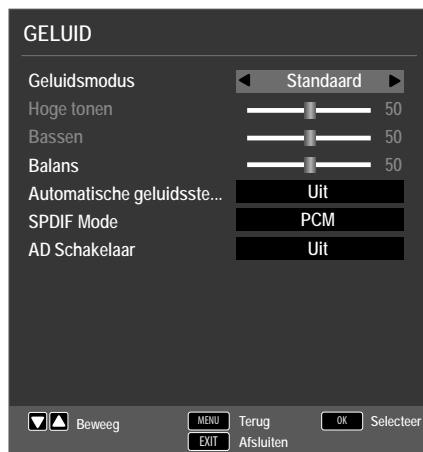 GELUID
Geluidsmodus Standaard
Hoge tonen 50
Bassen 50
Balans 50
Automatische geluidsste... Uit
SPDIF Mode PCM
AD Schakelaar Uit
Beweeg MENU Terug OK Selecteer
EXIT Afsluiten